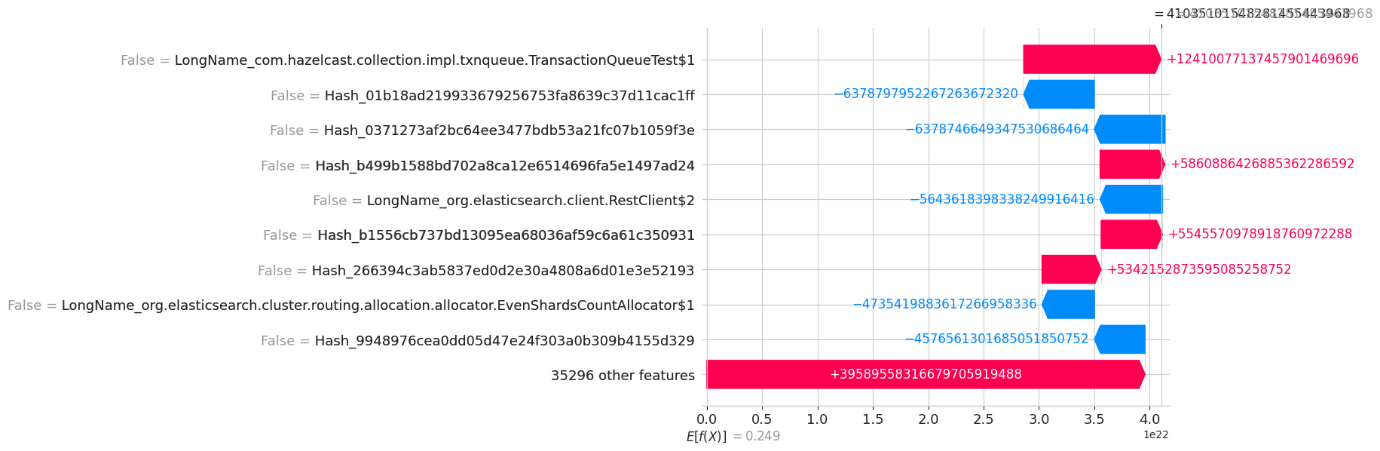 False = LongName_com.hazelcast.collection.impl.txnqueue.TransactionQueueTest$1 +12410077137457901469696
False = Hash_01b18ad219933679256753fa8639c37d11cac1ff −6378797952267263672320
False = Hash_0371273af2bc64ee3477bdb53a21fc07b1059f3e −6378746649347530686464
False = Hash_b499b1588bd702a8ca12e6514696fa5e1497ad24 +5860886426885362286592
False = LongName_org.elasticsearch.client.RestClient$2 −5643618398338249916416
False = Hash_b1556cb737bd13095ea68036af59c6a61c350931 +5545570978918760972288
False = Hash_266394c3ab5837ed0d2e30a4808a6d01e3e52193 +5342152873595085258752
False = LongName_org.elasticsearch.cluster.routing.allocation.allocator.EvenShardsCountAllocator$1 −4735419883617266958336
False = Hash_9948976cea0dd05d47e24f303a0b309b4155d329 −4576561301685051850752
35296 other features +39589558316679705919488
0.0 0.5 1.0 1.5 2.0 2.5 3.0 3.5 4.0
E[f(X)] = 0.249 1e22